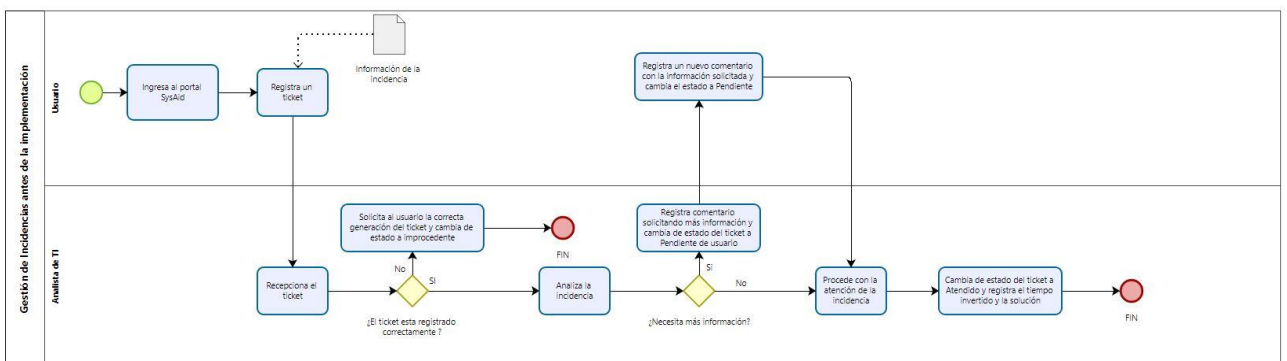 Gestión de Incidencias antes de la implementación
Usuario
Ingresa al portal
SysAid
Registra un
ticket
Información de la
incidencia
Registra un nuevo comentario
con la información solicitada y
cambia el estado a Pendiente
Analista de TI
Recepciona el
ticket
Solicita al usuario la correcta
generación del ticket y cambia de
estado a improcedente
FIN
No
SI
¿El ticket esta registrado
correctamente ?
Analiza la
incidencia
Registra comentario
solicitando más información y
cambia de estado del ticket a
Pendiente de usuario
SI
No
¿Necesita más información?
Procede con la
atención de la
incidencia
Cambia de estado del ticket a
Atendido y registra el tiempo
invertido y la solución
FIN